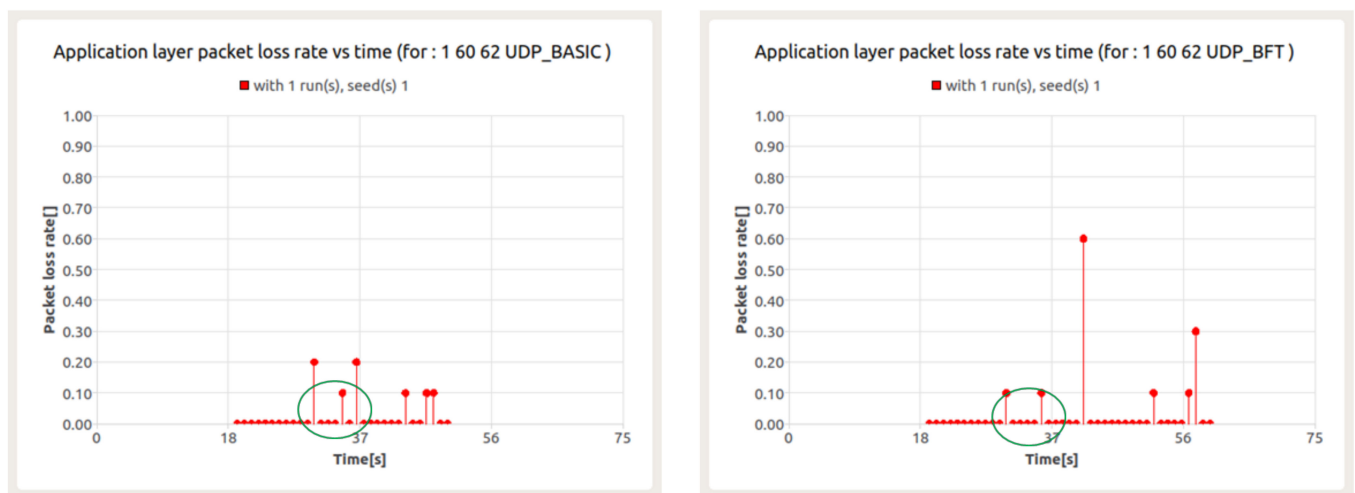 Application layer packet loss rate vs time (for : 1 60 62 UDP_BASIC )
with 1 run(s), seed(s) 1
1.00
0.90
0.80
0.70
0.60
0.50
0.40
0.30
0.20
0.10
0.00
Packet loss rate[]
0 18 37 56 75
Time[s]
Application layer packet loss rate vs time (for : 1 60 62 UDP_BFT )
with 1 run(s), seed(s) 1
1.00
0.90
0.80
0.70
0.60
0.50
0.40
0.30
0.20
0.10
0.00
Packet loss rate[]
0 18 37 56 75
Time[s]